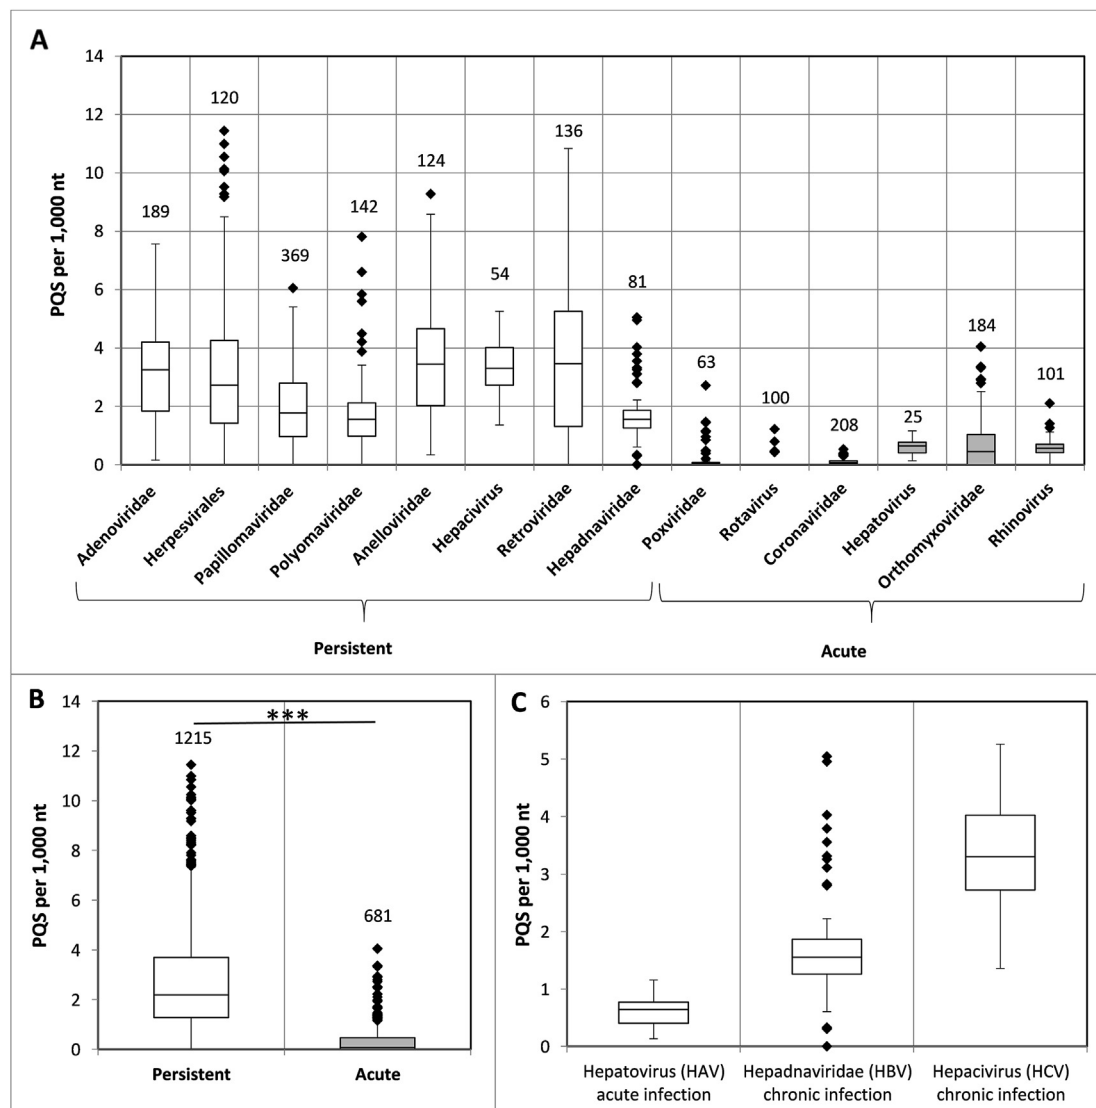 A
PQS per 1,000 nt
14
12
10
8
6
4
2
0
189
120
369
142
124
54
136
81
63
100
208
25
184
101
Adenoviridae
Herpesvirales
Papillomaviridae
Polyomaviridae
Anelloviridae
Hepacivirus
Retroviridae
Hepadnaviridae
Poxviridae
Rotavirus
Coronaviridae
Hepatovirus
Orthomyxoviridae
Rhinovirus
Persistent
Acute
B
PQS per 1,000 nt
14
12
10
8
6
4
2
0
***
1215
681
Persistent
Acute
C
PQS per 1,000 nt
6
5
4
3
2
1
0
Hepatovirus (HAV)
acute infection
Hepadnaviridae (HBV)
chronic infection
Hepacivirus (HCV)
chronic infection